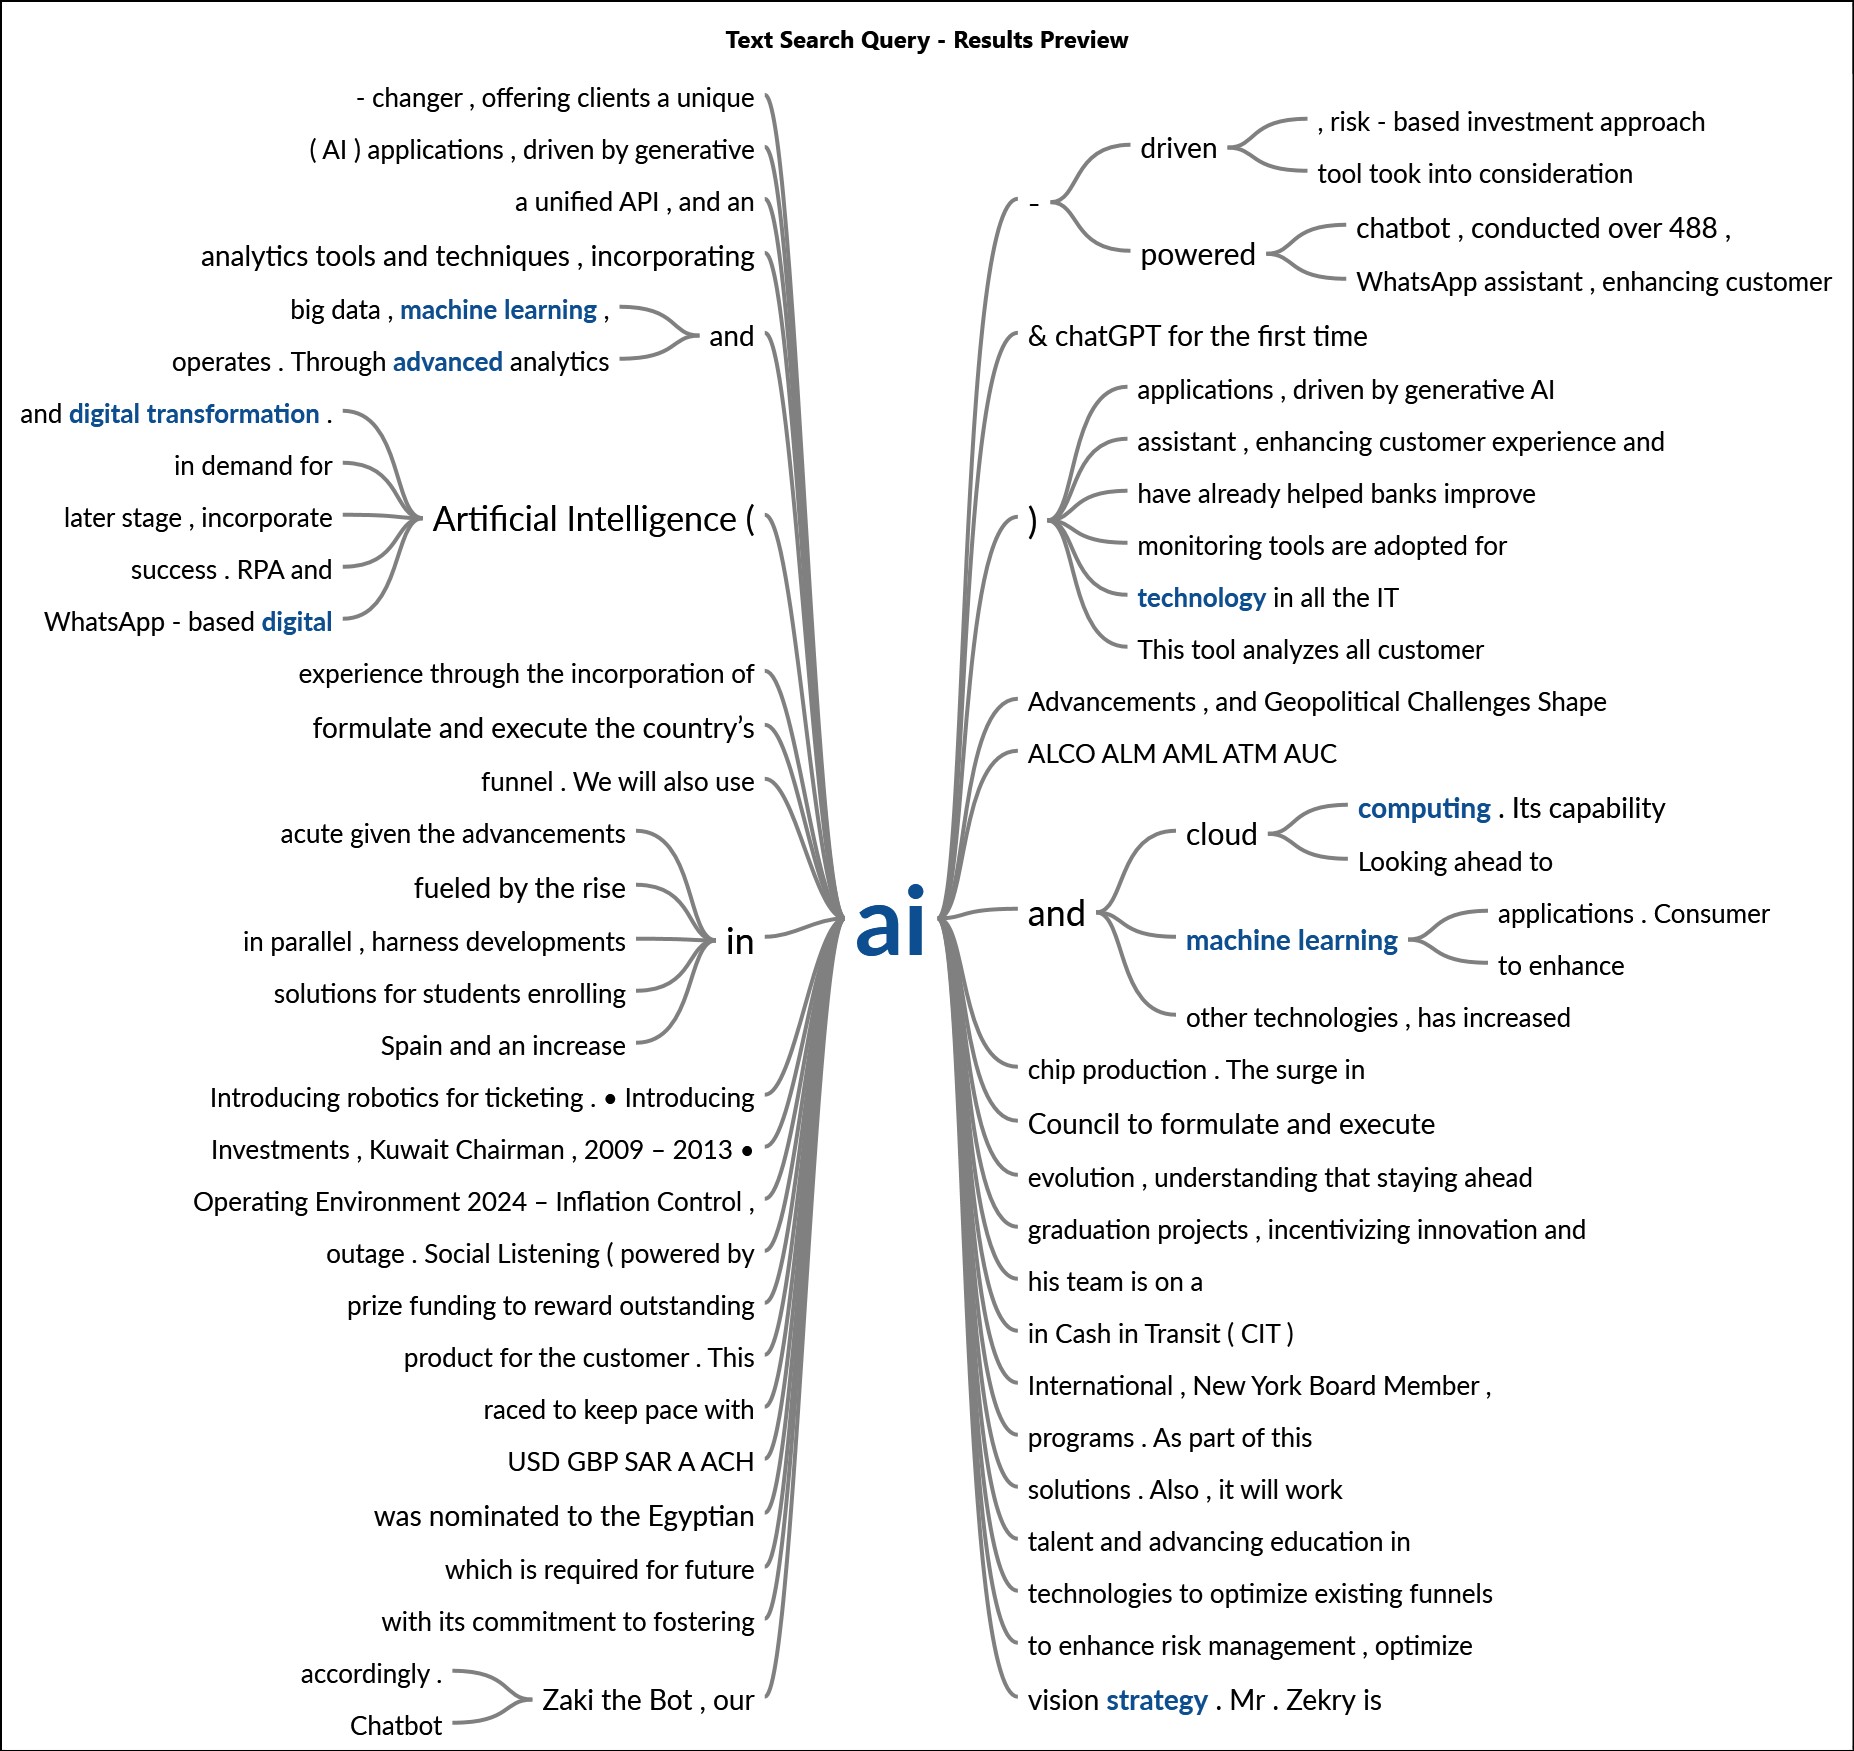 Text Search Query - Results Preview
- changer , offering clients a unique
( AI ) applications , driven by generative
a unified API , and an
analytics tools and techniques , incorporating
big data , machine learning ,
operates . Through advanced analytics
and
and digital transformation .
in demand for
later stage , incorporate
success . RPA and
WhatsApp - based digital
Artificial Intelligence (
experience through the incorporation of
formulate and execute the country’s
funnel . We will also use
acute given the advancements
fueled by the rise
in parallel , harness developments
solutions for students enrolling
Spain and an increase
in
Introducing robotics for ticketing . • Introducing
Investments , Kuwait Chairman , 2009 – 2013 •
Operating Environment 2024 – Inflation Control ,
outage . Social Listening ( powered by
prize funding to reward outstanding
product for the customer . This
raced to keep pace with
USD GBP SAR A ACH
was nominated to the Egyptian
which is required for future
with its commitment to fostering
accordingly .
Chatbot
Zaki the Bot , our
ai
-
driven
, risk - based investment approach
tool took into consideration
powered
chatbot , conducted over 488 ,
WhatsApp assistant , enhancing customer
& chatGPT for the first time
)
applications , driven by generative AI
assistant , enhancing customer experience and
have already helped banks improve
monitoring tools are adopted for
technology in all the IT
This tool analyzes all customer
Advancements , and Geopolitical Challenges Shape
ALCO ALM AML ATM AUC
and
cloud
computing . Its capability
Looking ahead to
machine learning
applications . Consumer
to enhance
other technologies , has increased
chip production . The surge in
Council to formulate and execute
evolution , understanding that staying ahead
graduation projects , incentivizing innovation and
his team is on a
in Cash in Transit ( CIT )
International , New York Board Member ,
programs . As part of this
solutions . Also , it will work
talent and advancing education in
technologies to optimize existing funnels
to enhance risk management , optimize
vision strategy . Mr . Zekry is